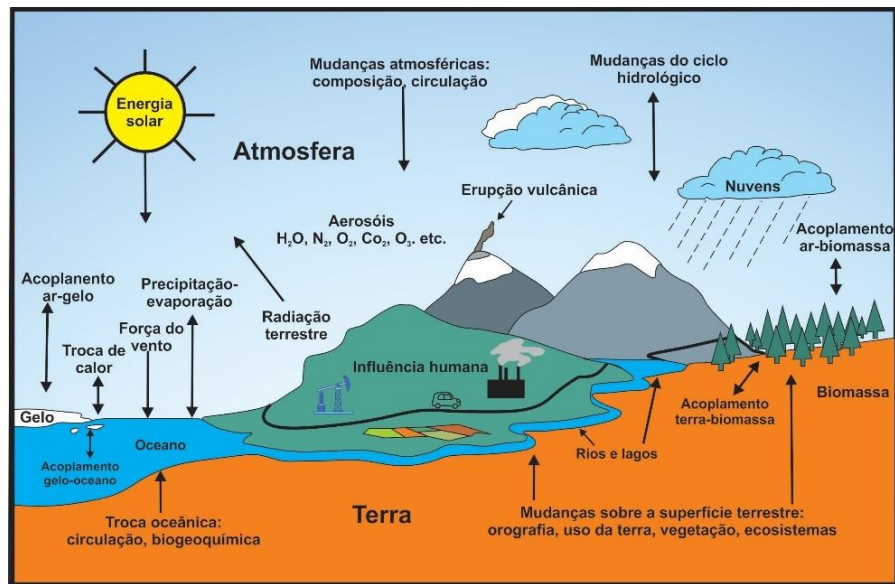 Energia
solar
Mudanças atmosféricas:
composição, circulação
Mudanças do ciclo
hidrológico
Atmosfera
Erupção vulcânica
Nuvens
Aerosóis
H₂O, N₂, O₂, Co₂, O₃. etc.
Acoplamento
ar-biomassa
Acoplanento
ar-gelo
Precipitação-
evaporação
Radiação
terrestre
Força do
vento
Troca de
calor
Influência humana
Gelo
Oceano
Acoplamento
gelo-oceano
Biomassa
Acoplamento
terra-biomassa
Rios e lagos
Troca oceânica:
circulação, biogeoquímica
Terra
Mudanças sobre a superfície terrestre:
orografia, uso da terra, vegetação, ecosistemas